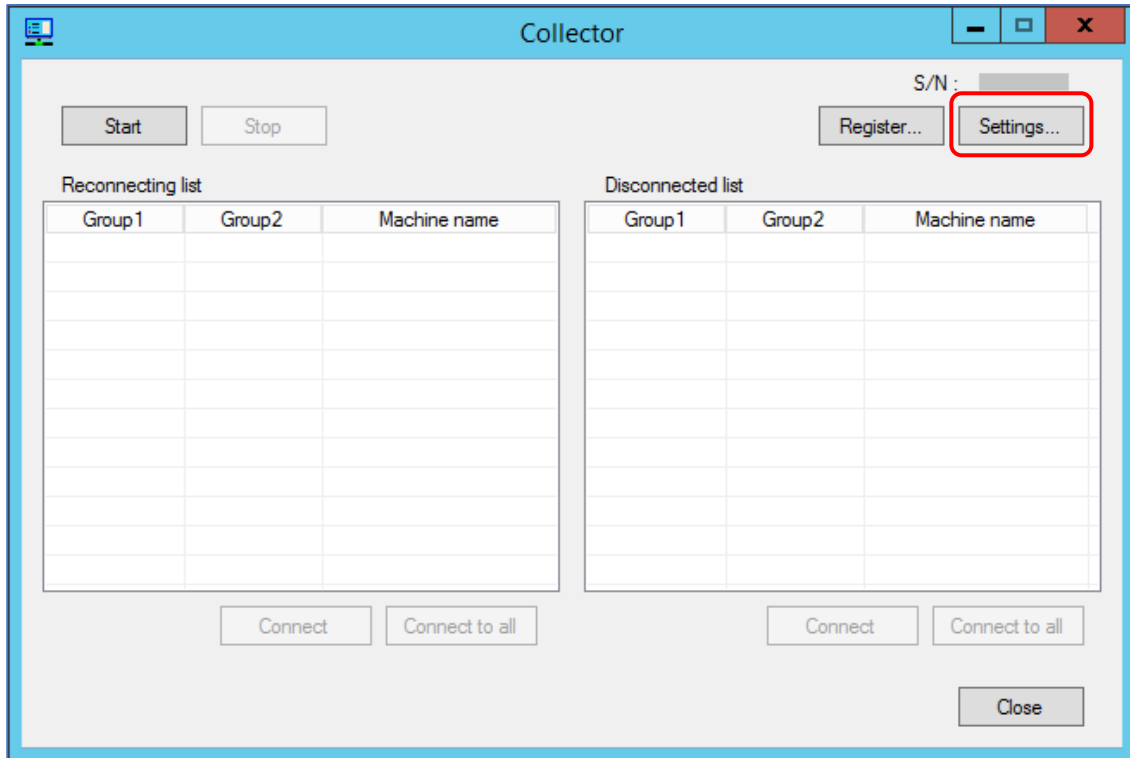 Collector
S/N :
Start Stop Register... Settings...
Reconnecting list Disconnected list
Group1 Group2 Machine name Group1 Group2 Machine name
Connect Connect to all Connect Connect to all
Close